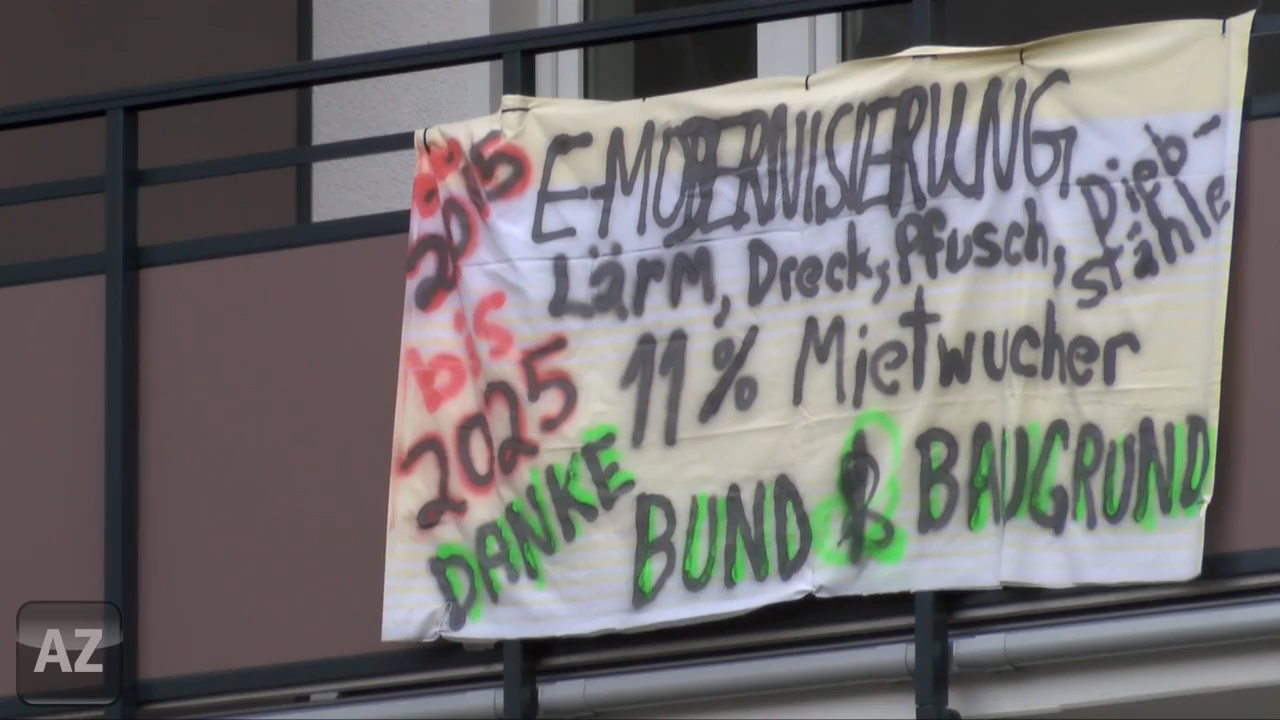 2015
bis
2025
E-MODERNISIERUNG
Lärm, Dreck, Pfusch, Dieb-
stähle
11% Mietwucher
DANKE BUND & BAUGRUND
AZ